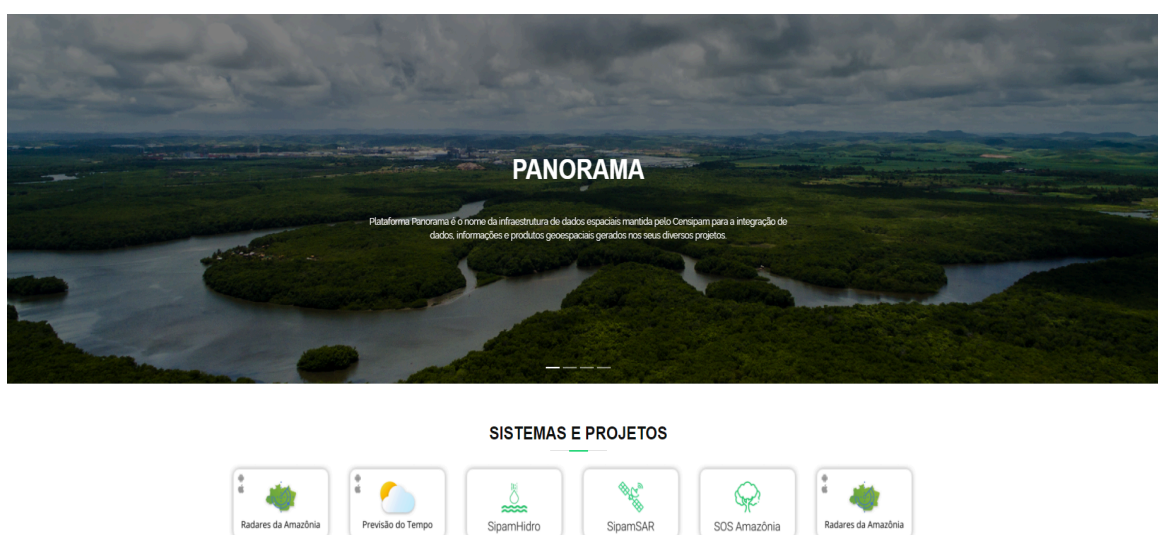 PANORAMA
Plataforma Panorama é o nome da infraestrutura de dados espaciais mantida pelo Censipam para a integração de
dados, informações e produtos geoespaciais gerados nos seus diversos projetos.
SISTEMAS E PROJETOS
Radares da Amazônia
Previsão do Tempo
SipamHidro
SipamSAR
SOS Amazônia
Radares da Amazônia